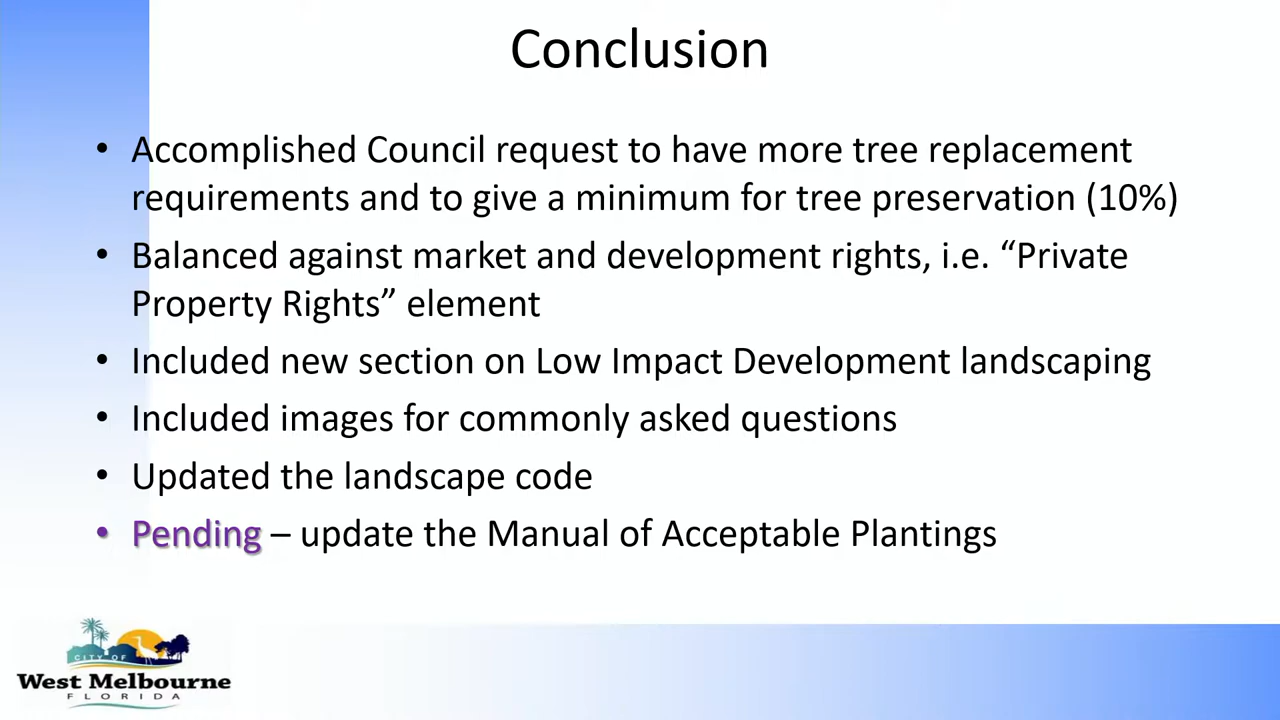 Conclusion
• Accomplished Council request to have more tree replacement
requirements and to give a minimum for tree preservation (10%)
• Balanced against market and development rights, i.e. “Private
Property Rights” element
• Included new section on Low Impact Development landscaping
• Included images for commonly asked questions
• Updated the landscape code
• Pending – update the Manual of Acceptable Plantings
CITY OF
West Melbourne
FLORIDA